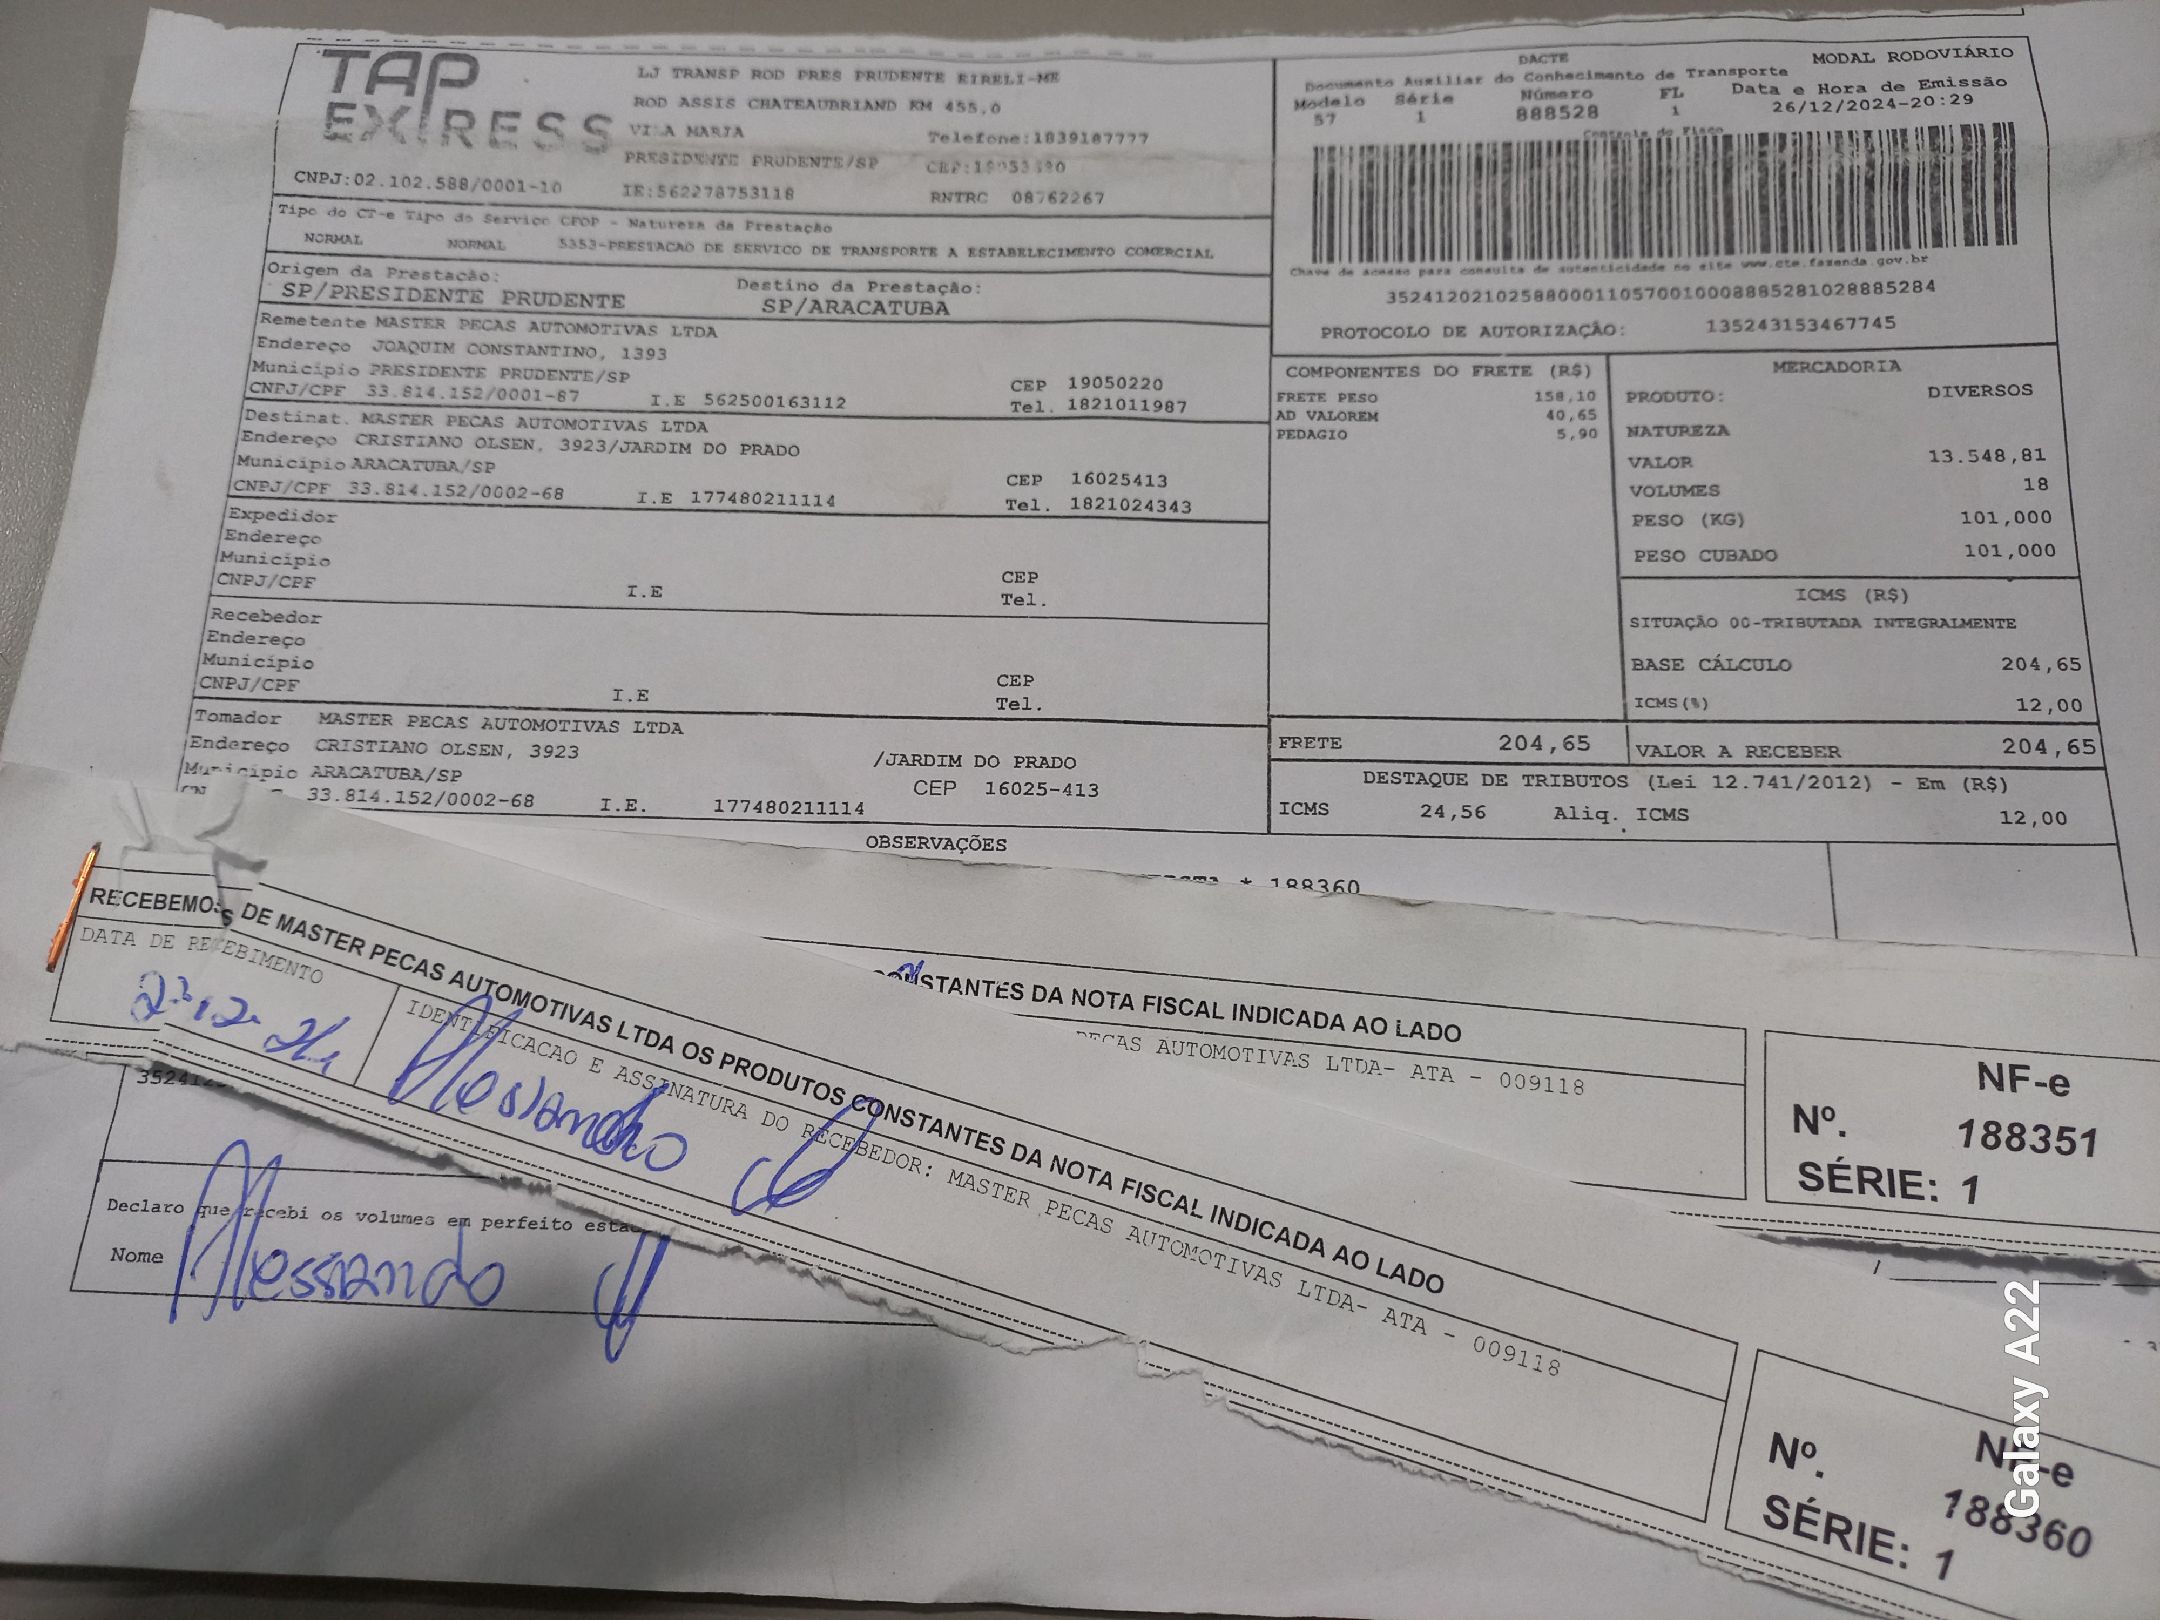 TAP
EXPRESS
LJ TRANSP ROD PRES PRUDENTE EIRELI-ME
ROD ASSIS CHATEAUBRIAND KM 455,0
VILA MARIA
Telefone:1839187777
PRESIDENTE PRUDENTE/SP
CNPJ:02.102.588/0001-10
IE:562278753118
RNTRC 08762267
DACTE
MODAL RODOVIÁRIO
Documento Auxiliar do Conhecimento de Transporte
Modelo Série Número FL Data e Hora de Emissão
57 1 888528 1 26/12/2024-20:29
Controle do Fisco
Chave de acesso para consulta de autenticidade no site www.cte.fazenda.gov.br
35241202102588000110570010008885281028885284
PROTOCOLO DE AUTORIZAÇÃO: 135243153467745
Tipo do CT-e Tipo do Serviço CFOP - Natureza da Prestação
NORMAL NORMAL 5353-PRESTACAO DE SERVICO DE TRANSPORTE A ESTABELECIMENTO COMERCIAL
Origem da Prestação: Destino da Prestação:
SP/PRESIDENTE PRUDENTE SP/ARACATUBA
Remetente MASTER PECAS AUTOMOTIVAS LTDA
Endereço JOAQUIM CONSTANTINO, 1393
Município PRESIDENTE PRUDENTE/SP CEP 19050220
CNPJ/CPF 33.814.152/0001-87 I.E 562500163112 Tel. 1821011987
Destinat. MASTER PECAS AUTOMOTIVAS LTDA
Endereço CRISTIANO OLSEN, 3923/JARDIM DO PRADO
Município ARACATUBA/SP CEP 16025413
CNPJ/CPF 33.814.152/0002-68 I.E 177480211114 Tel. 1821024343
Expedidor
Endereço
Município CEP
CNPJ/CPF I.E Tel.
Recebedor
Endereço
Município CEP
CNPJ/CPF I.E Tel.
Tomador MASTER PECAS AUTOMOTIVAS LTDA
Endereço CRISTIANO OLSEN, 3923 /JARDIM DO PRADO
Município ARACATUBA/SP CEP 16025-413
33.814.152/0002-68 I.E. 177480211114
COMPONENTES DO FRETE (R$)
FRETE PESO 158,10
AD VALOREM 40,65
PEDAGIO 5,90
MERCADORIA
PRODUTO: DIVERSOS
NATUREZA
VALOR 13.548,81
VOLUMES 18
PESO (KG) 101,000
PESO CUBADO 101,000
ICMS (R$)
SITUAÇÃO 00-TRIBUTADA INTEGRALMENTE
BASE CÁLCULO 204,65
ICMS(%) 12,00
FRETE 204,65 VALOR A RECEBER 204,65
DESTAQUE DE TRIBUTOS (Lei 12.741/2012) - Em (R$)
ICMS 24,56 Aliq. ICMS 12,00
OBSERVAÇÕES
* 188360
CONSTANTES DA NOTA FISCAL INDICADA AO LADO
PECAS AUTOMOTIVAS LTDA- ATA - 009118
NF-e
Nº. 188351
SÉRIE: 1
RECEBEMOS DE MASTER PECAS AUTOMOTIVAS LTDA OS PRODUTOS CONSTANTES DA NOTA FISCAL INDICADA AO LADO
DATA DE RECEBIMENTO
IDENTIFICACAO E ASSINATURA DO RECEBEDOR: MASTER PECAS AUTOMOTIVAS LTDA- ATA - 009118
Alessandro
NF-e
Nº. 188360
SÉRIE: 1
Declaro que recebi os volumes em perfeito esta
Nome Alessandro
Galaxy A22